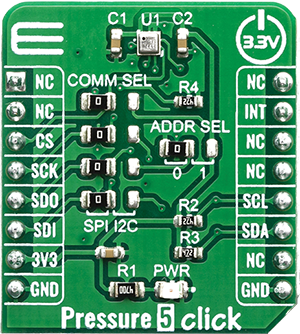 C1 U1 C2
3.3V
COMM SEL
R4
NC NC
NC INT
ADDR SEL
CS NC
SCK NC
0 1
SDO SCL
SPI I2C
R2
SDI SDA
R3
3V3 NC
R1 PWR
GND GND
Pressure 5 click